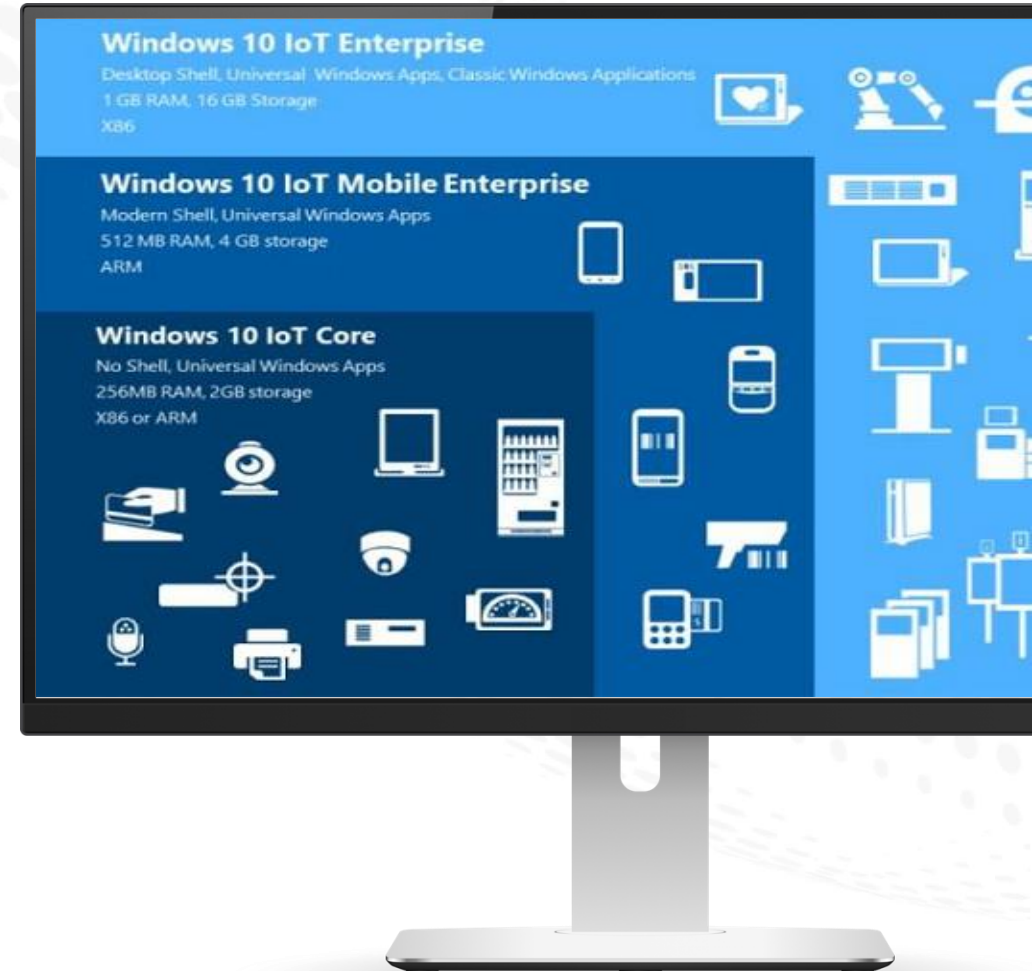 Windows 10 IoT Enterprise
Desktop Shell, Universal Windows Apps, Classic Windows Applications
1 GB RAM, 16 GB Storage
X86
Windows 10 IoT Mobile Enterprise
Modern Shell, Universal Windows Apps
512 MB RAM, 4 GB storage
ARM
Windows 10 IoT Core
No Shell, Universal Windows Apps
256MB RAM, 2GB storage
X86 or ARM